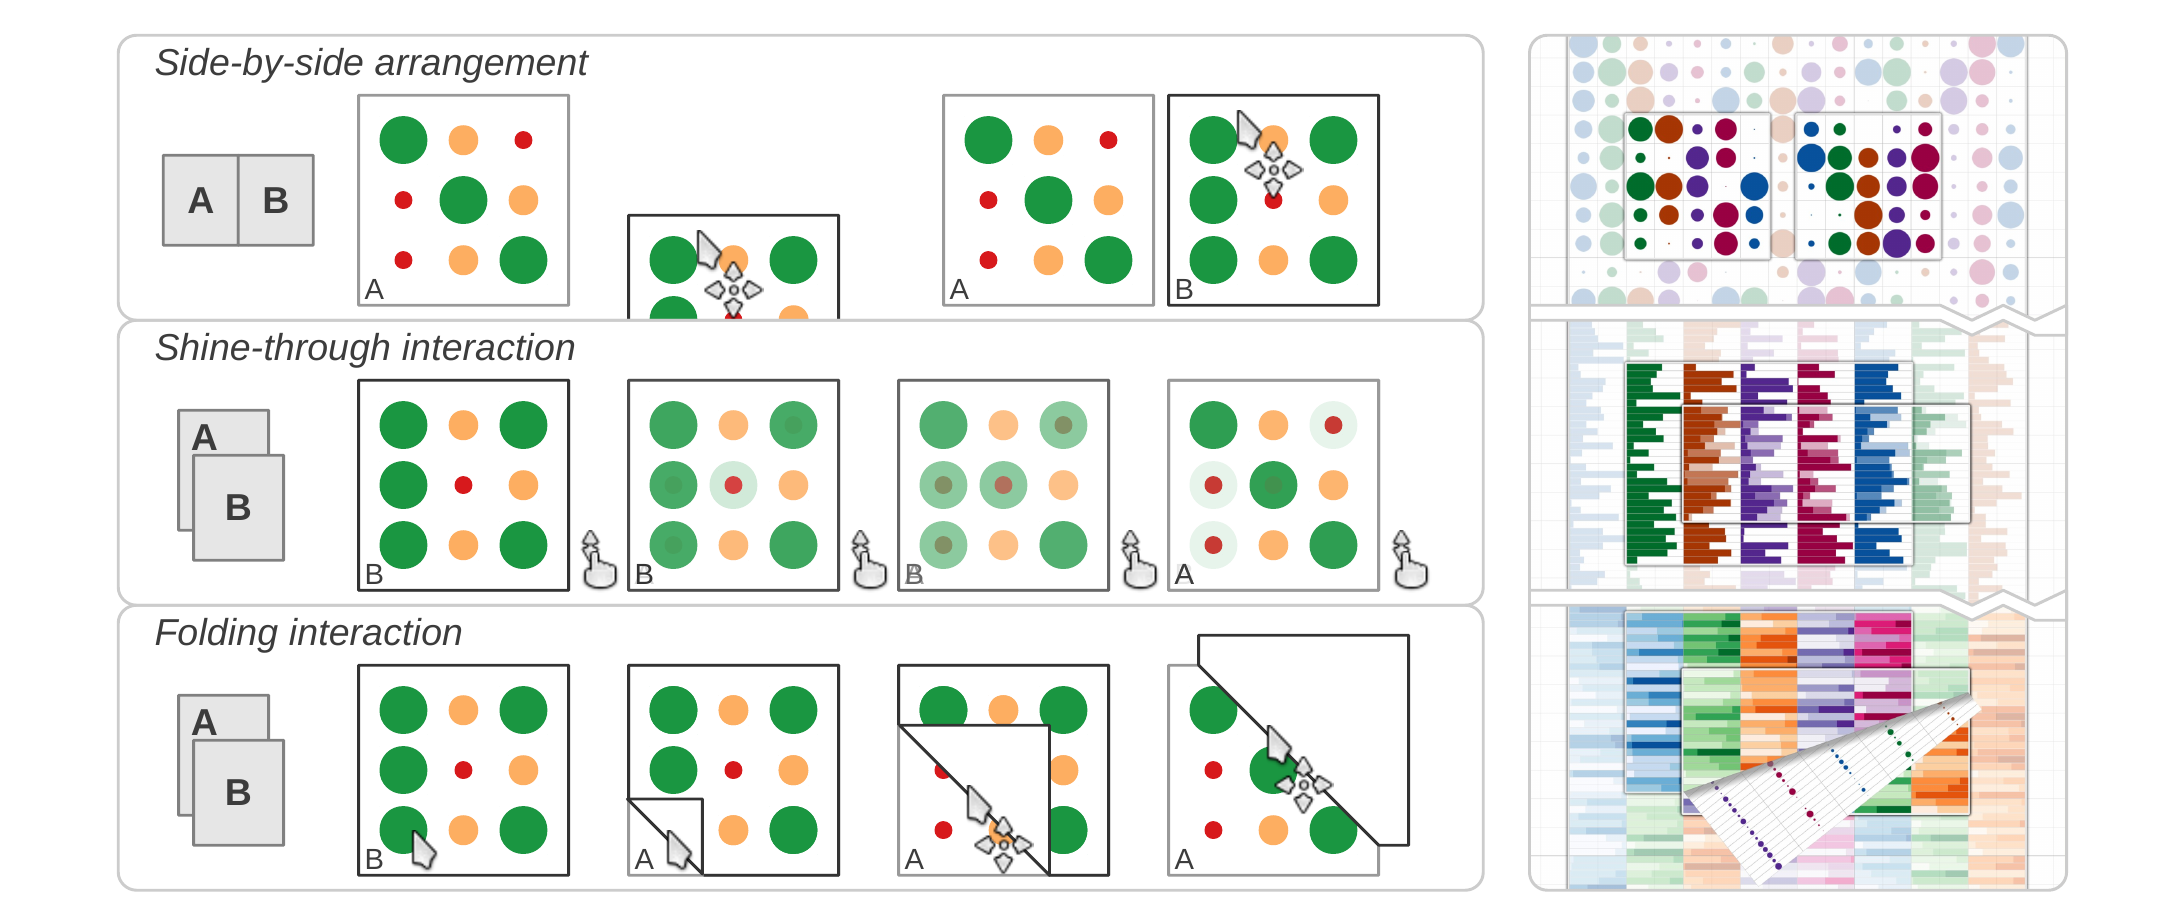 Side-by-side arrangement
A B
A
A
B
Shine-through interaction
A
B
B
B
B
A
Folding interaction
A
B
B
A
A
A